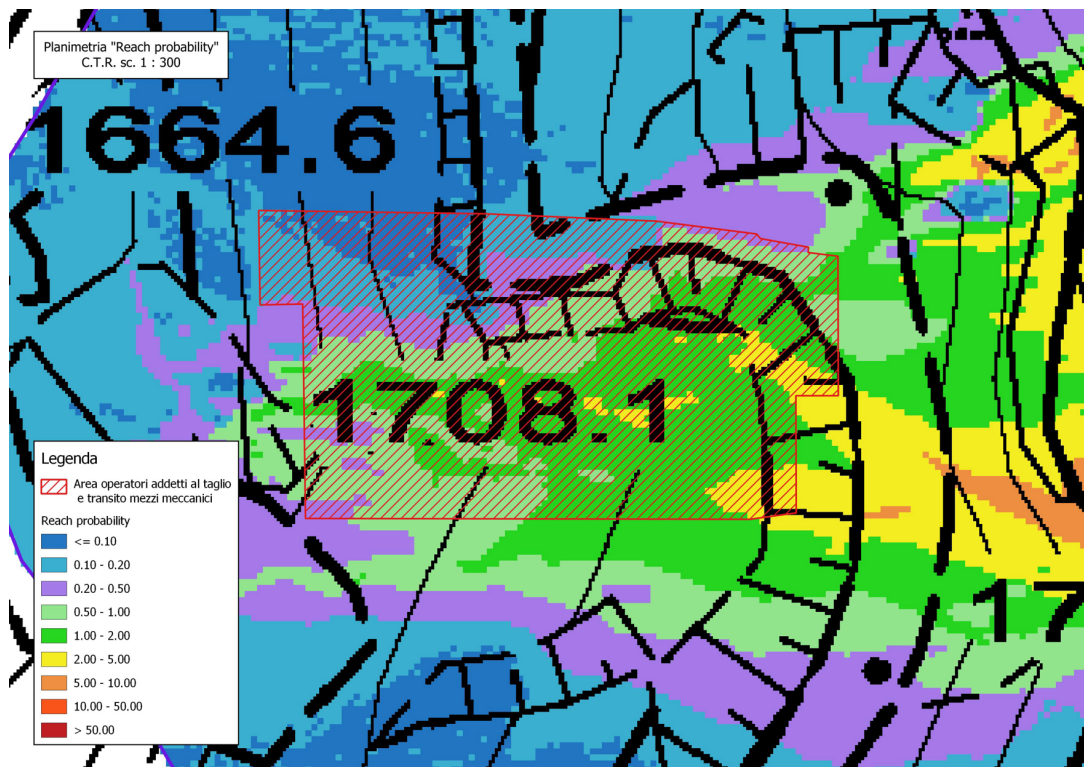 Planimetria "Reach probability"
C.T.R. sc. 1 : 300
1664.6
1708.1
17
Legenda
Area operatori addetti al taglio
e transito mezzi meccanici
Reach probability
<= 0.10
0.10 - 0.20
0.20 - 0.50
0.50 - 1.00
1.00 - 2.00
2.00 - 5.00
5.00 - 10.00
10.00 - 50.00
> 50.00